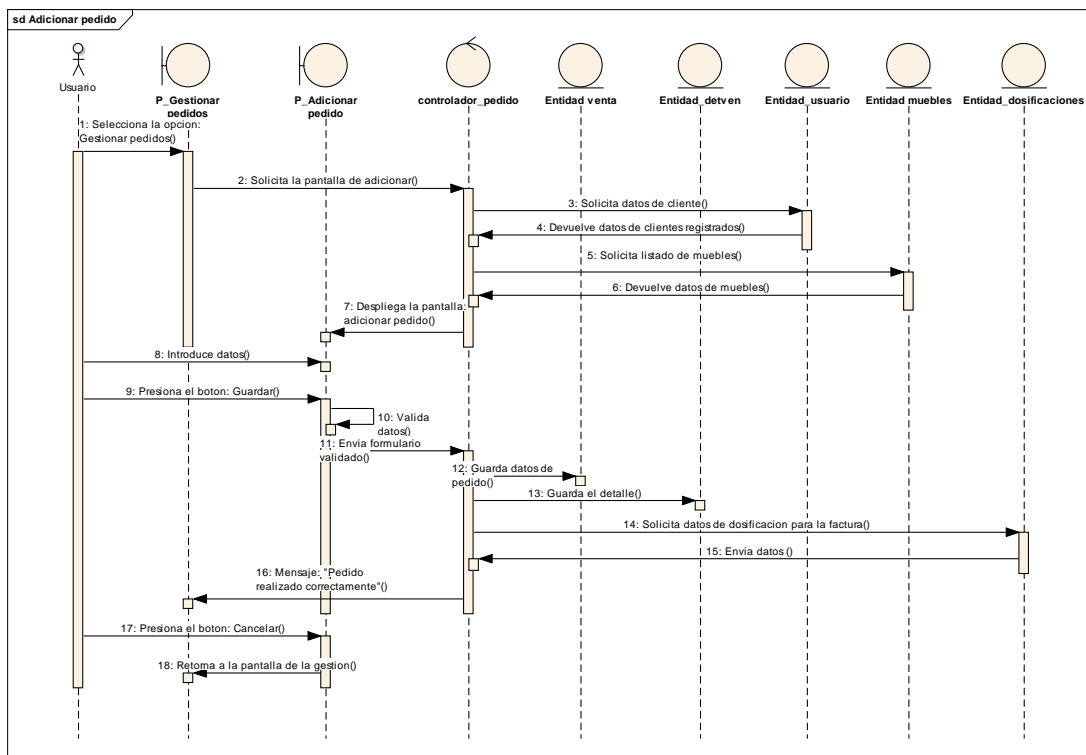 sd Adicionar pedido
Usuario
P_Gestionar
pedidos
P_Adicionar
pedido
controlador_pedido
Entidad venta
Entidad_detven
Entidad_usuario
Entidad muebles
Entidad_dosificaciones
1: Selecciona la opcion:
Gestionar pedidos()
2: Solicita la pantalla de adicionar()
3: Solicita datos de cliente()
4: Devuelve datos de clientes registrados()
5: Solicita listado de muebles()
6: Devuelve datos de muebles()
7: Despliega la pantalla:
adicionar pedido()
8: Introduce datos()
9: Presiona el boton: Guardar()
10: Valida
datos()
11: Envia formulario
validado()
12: Guarda datos de
pedido()
13: Guarda el detalle()
14: Solicita datos de dosificacion para la factura()
15: Envia datos ()
16: Mensaje: "Pedido
realizado correctamente"()
17: Presiona el boton: Cancelar()
18: Retorna a la pantalla de la gestion()